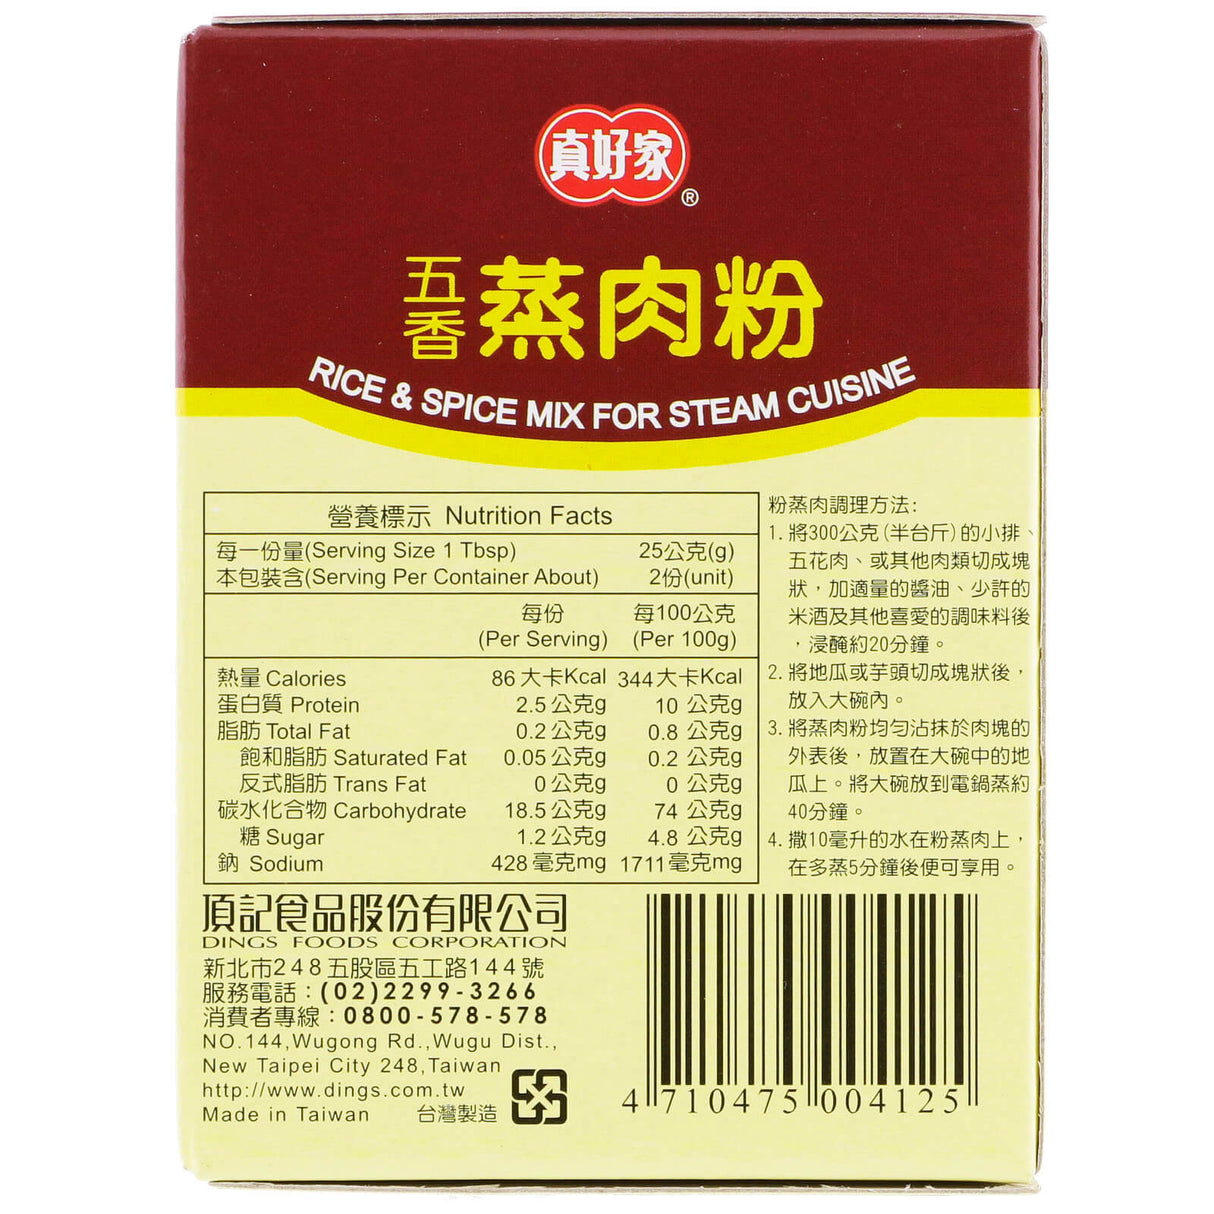 真好家
®
五香 蒸肉粉
RICE & SPICE MIX FOR STEAM CUISINE
營養標示 Nutrition Facts
每一份量(Serving Size 1 Tbsp) 25公克(g)
本包裝含(Serving Per Container About) 2份(unit)
每份 每100公克
(Per Serving) (Per 100g)
熱量 Calories 86 大卡Kcal 344大卡Kcal
蛋白質 Protein 2.5 公克g 10 公克g
脂肪 Total Fat 0.2 公克g 0.8 公克g
飽和脂肪 Saturated Fat 0.05 公克g 0.2 公克g
反式脂肪 Trans Fat 0 公克g 0 公克g
碳水化合物 Carbohydrate 18.5 公克g 74 公克g
糖 Sugar 1.2 公克g 4.8 公克g
鈉 Sodium 428 毫克mg 1711毫克mg
粉蒸肉調理方法:
1. 將300公克(半台斤)的小排、
五花肉、或其他肉類切成塊
狀，加適量的醬油、少許的
米酒及其他喜愛的調味料後
，浸醃約20分鐘。
2. 將地瓜或芋頭切成塊狀後，
放入大碗內。
3. 將蒸肉粉均勻沾抹於肉塊的
外表後，放置在大碗中的地
瓜上。將大碗放到電鍋蒸約
40分鐘。
4. 撒10毫升的水在粉蒸肉上，
在多蒸5分鐘後便可享用。
頂記食品股份有限公司
DINGS FOODS CORPORATION
新北市248五股區五工路144號
服務電話：(02)2299-3266
消費者專線：0800-578-578
NO.144,Wugong Rd.,Wugu Dist.,
New Taipei City 248,Taiwan
http://www.dings.com.tw
Made in Taiwan 台灣製造
4 710475 004125